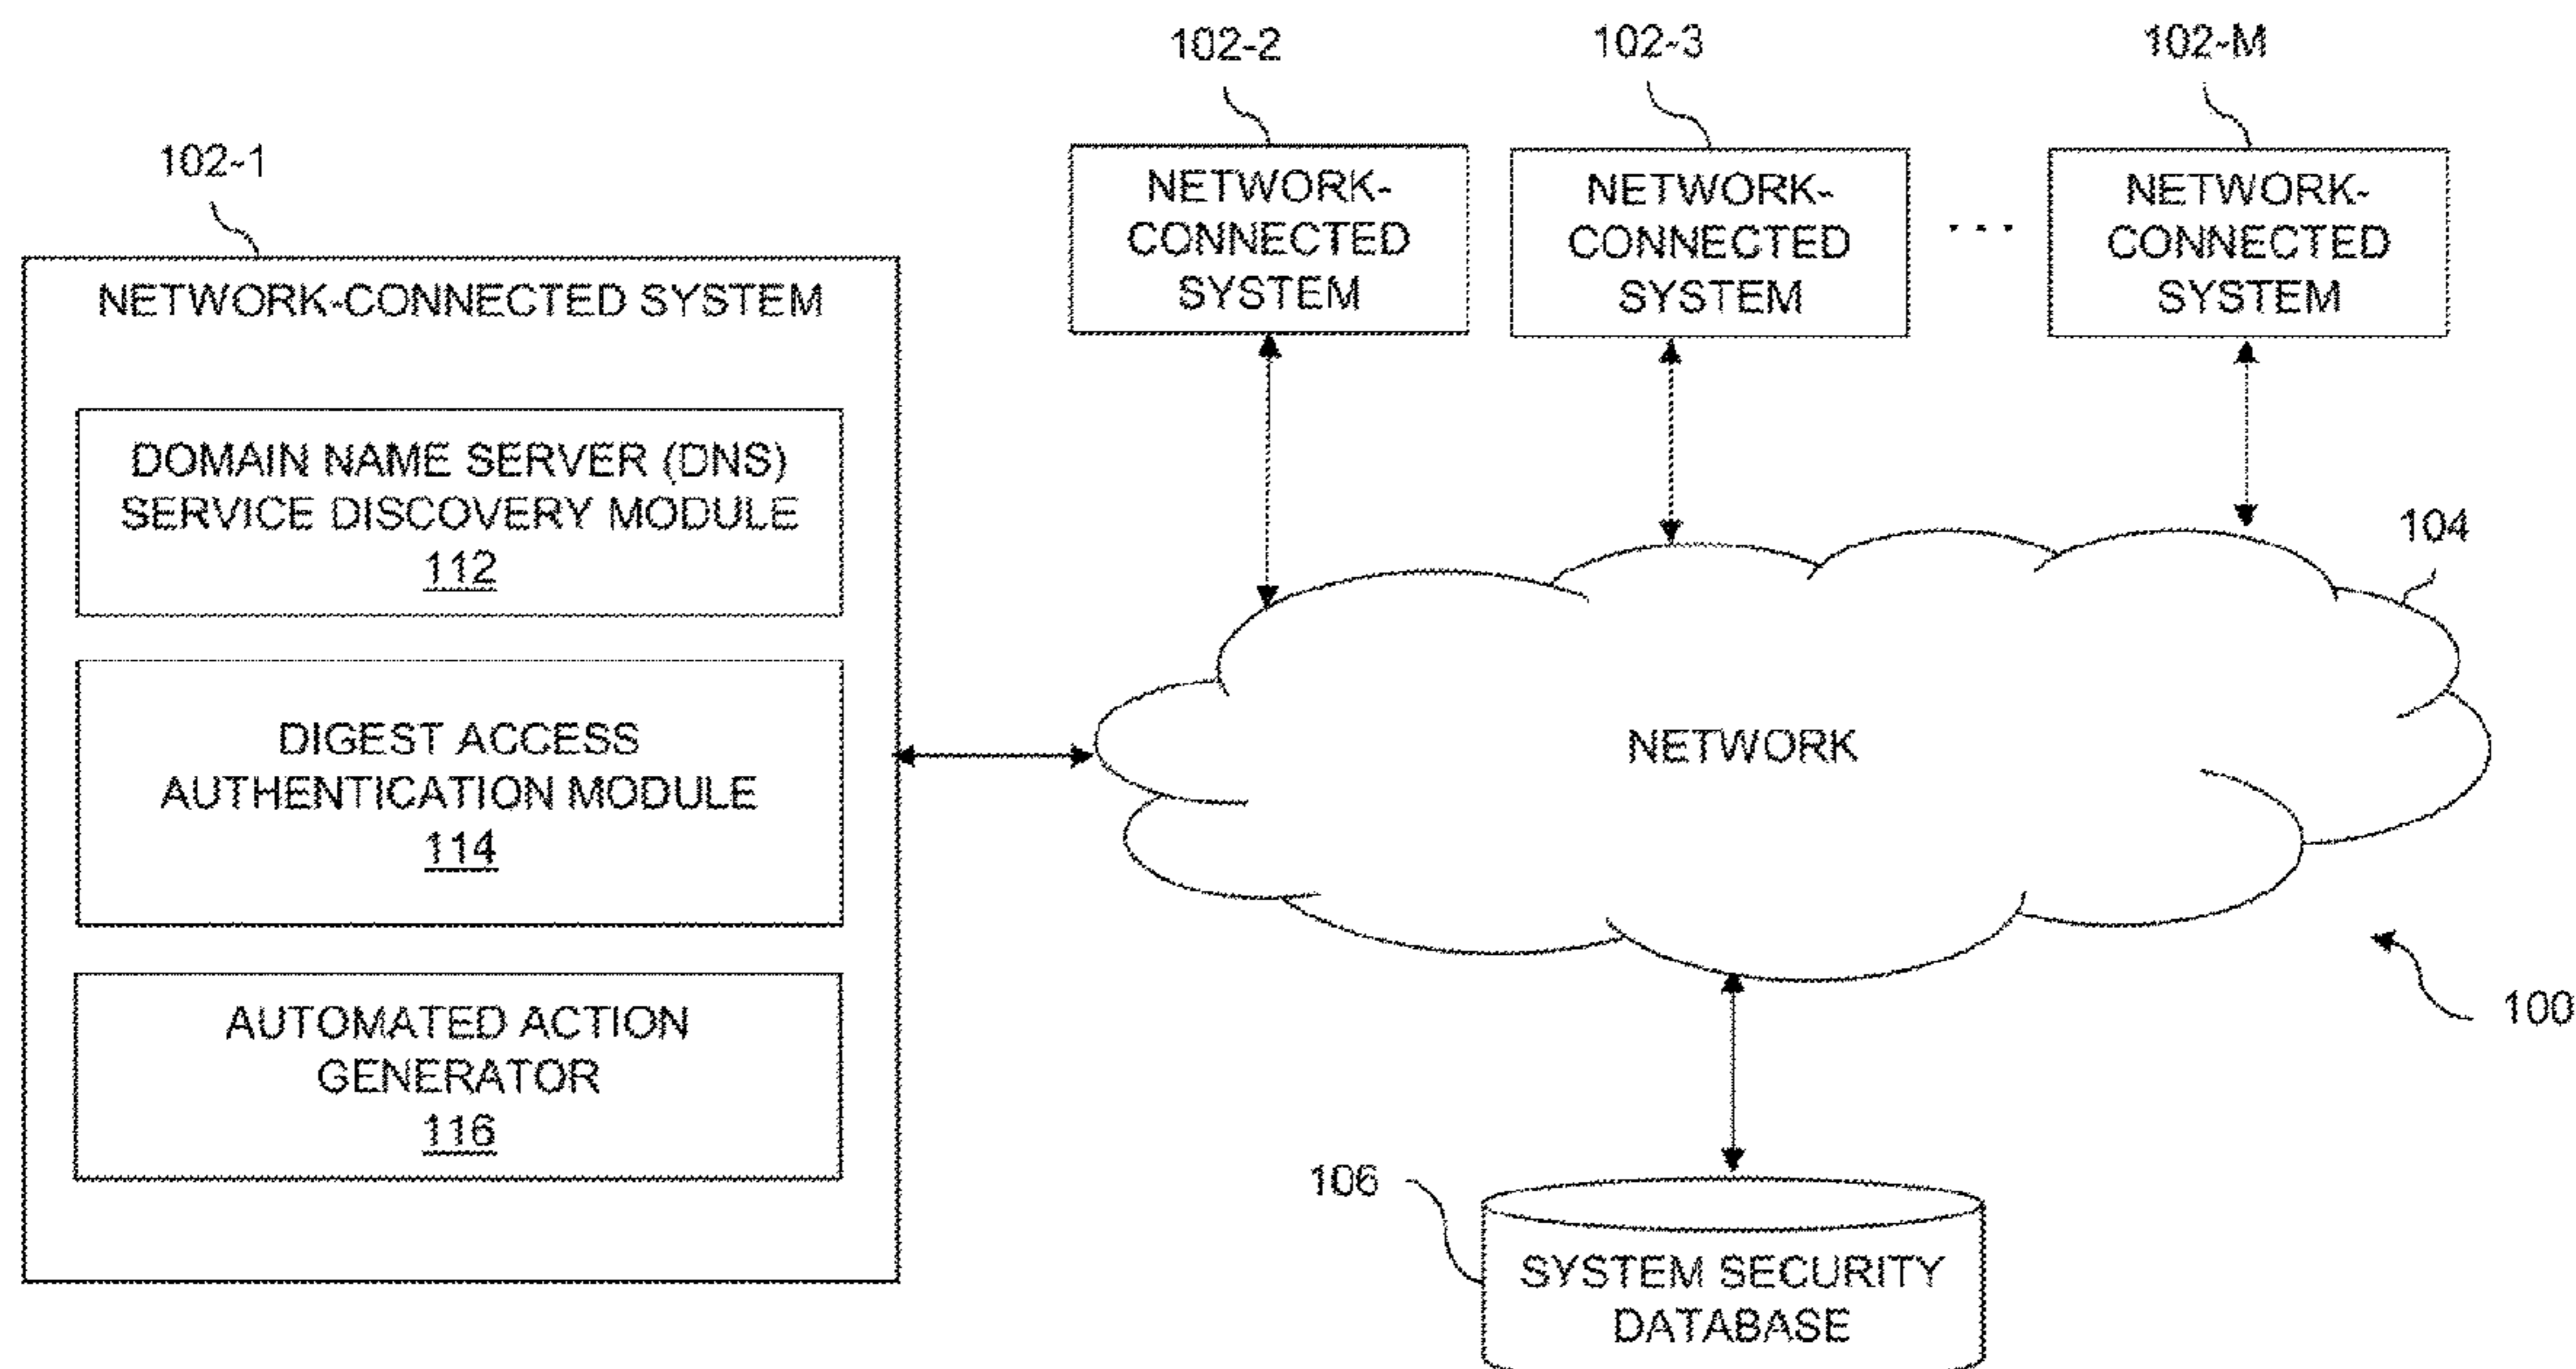 102-2
102-3
102-M
102-1
NETWORK-
CONNECTED
SYSTEM
NETWORK-
CONNECTED
SYSTEM
. . .
NETWORK-
CONNECTED
SYSTEM
NETWORK-CONNECTED SYSTEM
DOMAIN NAME SERVER (DNS)
SERVICE DISCOVERY MODULE
112
104
DIGEST ACCESS
AUTHENTICATION MODULE
114
NETWORK
AUTOMATED ACTION
GENERATOR
116
100
106
SYSTEM SECURITY
DATABASE